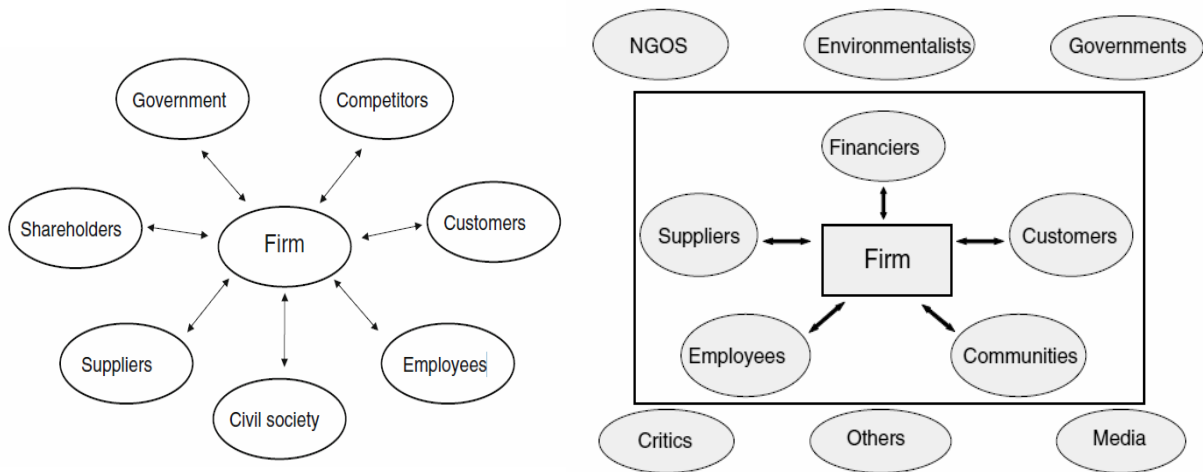 Government
Competitors
Shareholders
Firm
Customers
Suppliers
Employees
Civil society
NGOS
Environmentalists
Governments
Financiers
Suppliers
Firm
Customers
Employees
Communities
Critics
Others
Media